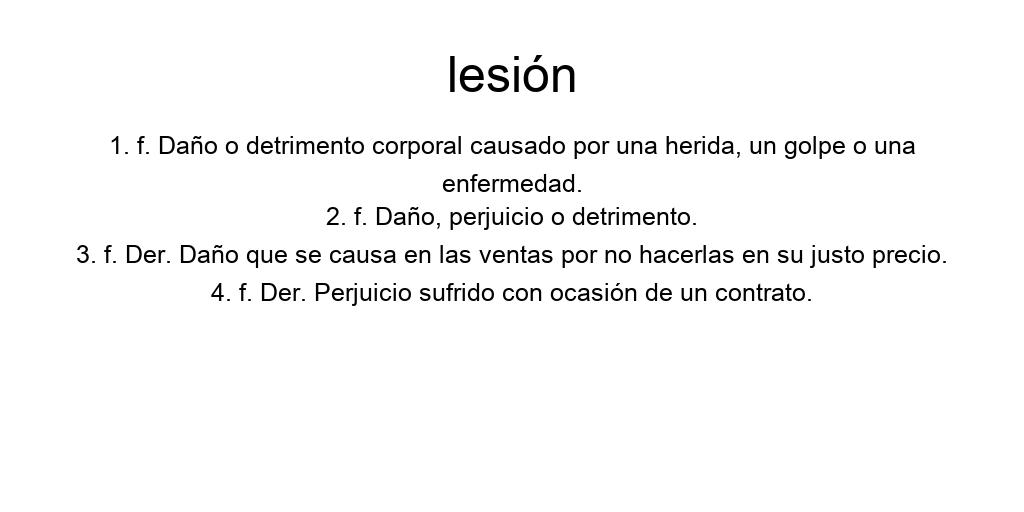 lesión
1. f. Daño o detrimento corporal causado por una herida, un golpe o una
enfermedad.
2. f. Daño, perjuicio o detrimento.
3. f. Der. Daño que se causa en las ventas por no hacerlas en su justo precio.
4. f. Der. Perjuicio sufrido con ocasión de un contrato.